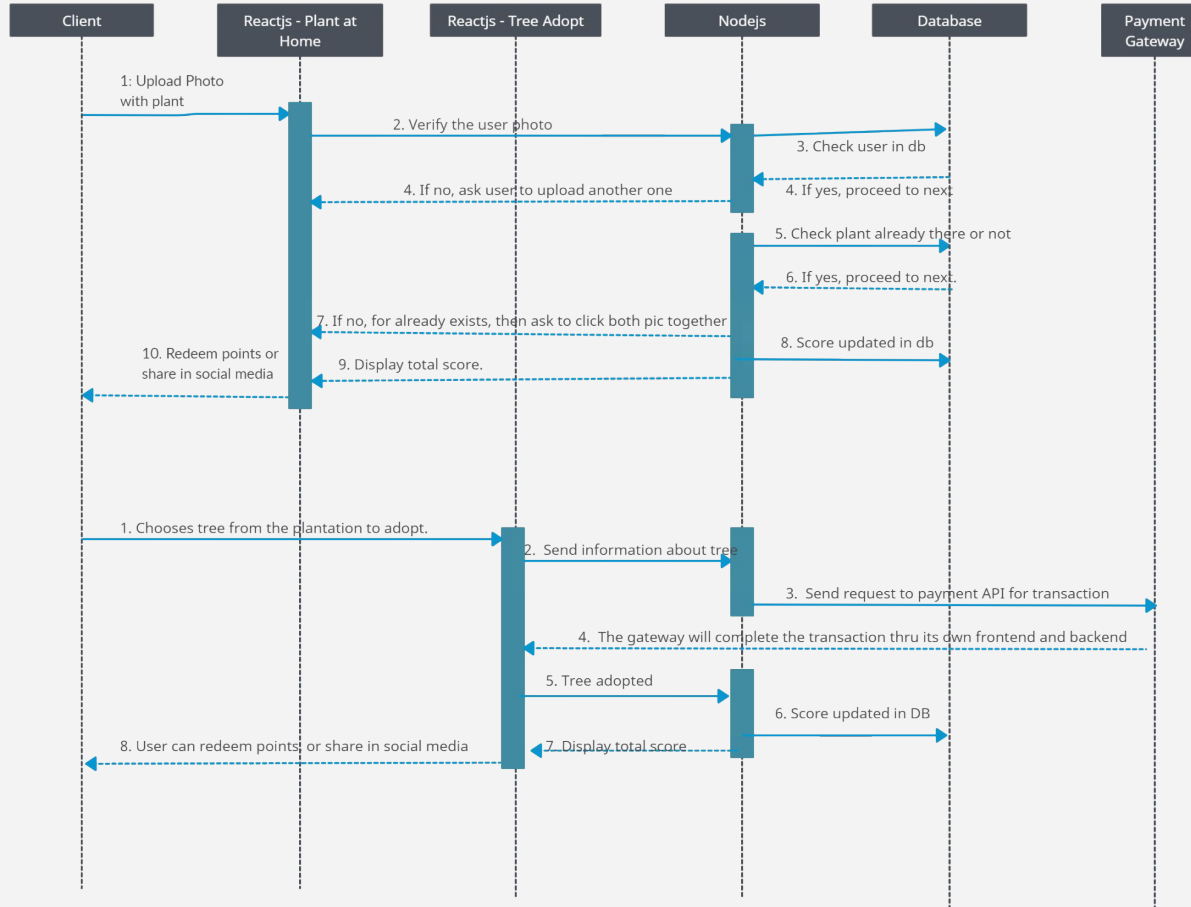 Client
Reactjs - Plant at
Home
Reactjs - Tree Adopt
Nodejs
Database
Payment
Gateway
1: Upload Photo
with plant
2. Verify the user photo
3. Check user in db
4. If no, ask user to upload another one
4. If yes, proceed to next
5. Check plant already there or not
6. If yes, proceed to next.
7. If no, for already exists, then ask to click both pic together
8. Score updated in db
10. Redeem points or
share in social media
9. Display total score.
1. Chooses tree from the plantation to adopt.
2.  Send information about tree
3.  Send request to payment API for transaction
4.  The gateway will complete the transaction thru its own frontend and backend
5. Tree adopted
6. Score updated in DB
7. Display total score
8. User can redeem points, or share in social media